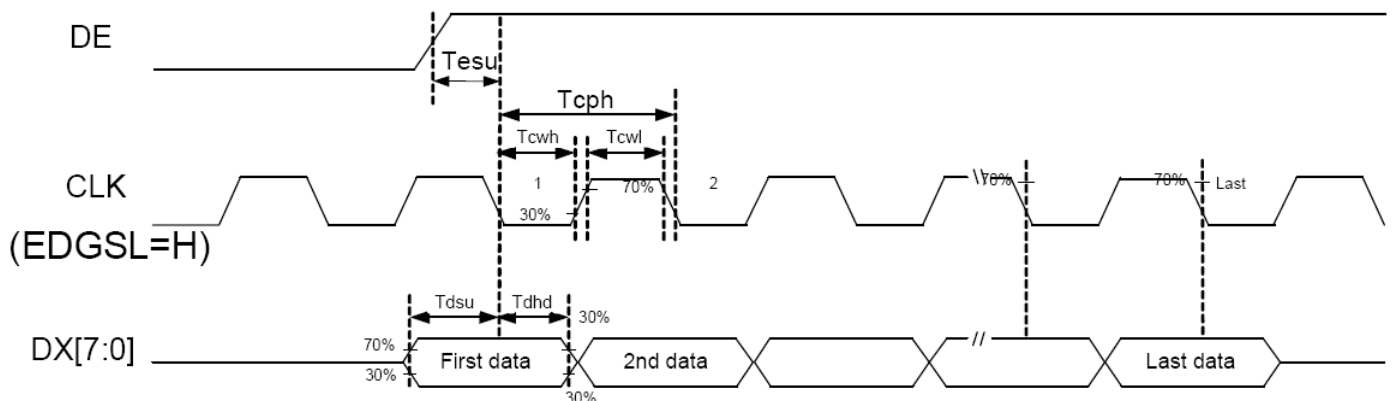 DE
Tesu
Tcph
Tcwh
Tcwl
CLK
1
70%
2
70%
70%
Last
30%
(EDGSL=H)
Tdsu
Tdhd
30%
DX[7:0]
70%
First data
2nd data
//
Last data
30%
30%